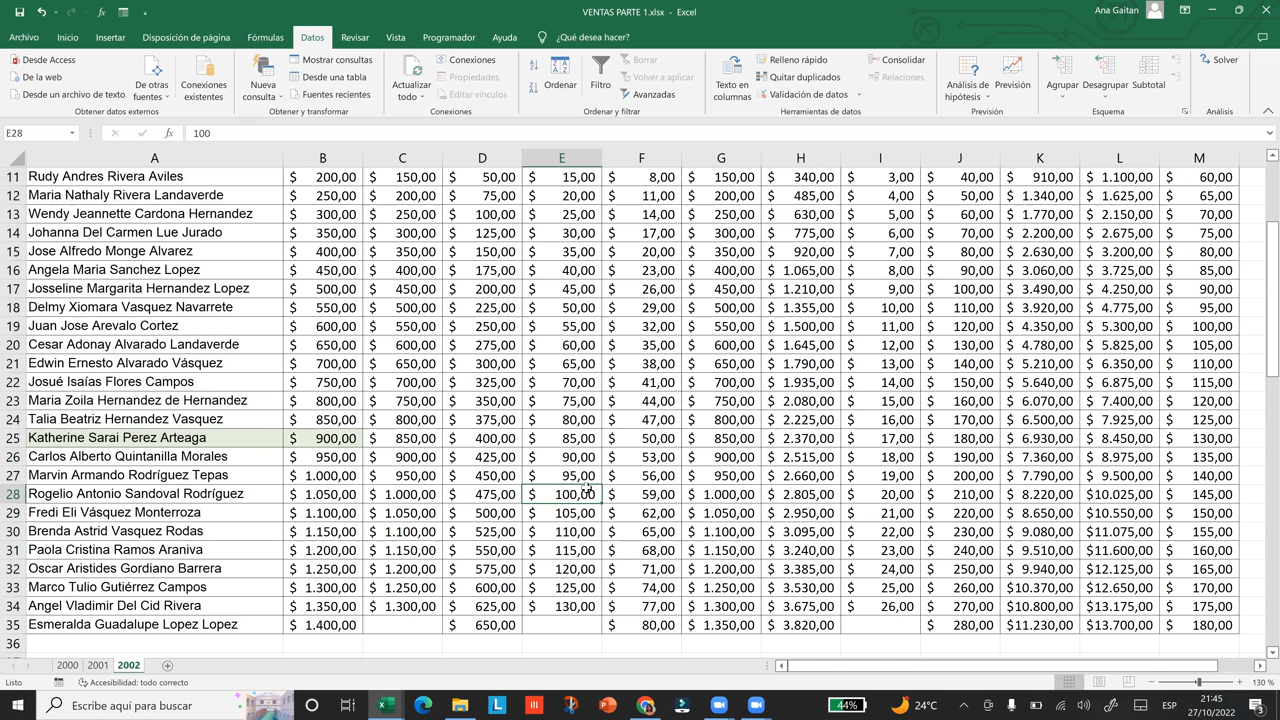 VENTAS PARTE 1.xlsx - Excel
Ana Gaitan
Archivo Inicio Insertar Disposición de página Fórmulas Datos Revisar Vista Programador Ayuda ¿Qué desea hacer?
Desde Access
De la web
Desde un archivo de texto
De otras fuentes
Conexiones existentes
Obtener datos externos
Nueva consulta
Mostrar consultas
Desde una tabla
Fuentes recientes
Obtener y transformar
Actualizar todo
Conexiones
Propiedades
Editar vínculos
Conexiones
Ordenar
Filtro
Borrar
Volver a aplicar
Avanzadas
Ordenar y filtrar
Texto en columnas
Relleno rápido
Quitar duplicados
Validación de datos
Consolidar
Relaciones
Herramientas de datos
Análisis de hipótesis
Previsión
Previsión
Agrupar
Desagrupar
Subtotal
Esquema
Solver
Análisis
E28 fx 100
A B C D E F G H I J K L M
11 Rudy Andres Rivera Aviles $ 200,00 $ 150,00 $ 50,00 $ 15,00 $ 8,00 $ 150,00 $ 340,00 $ 3,00 $ 40,00 $ 910,00 $ 1.100,00 $ 60,00
12 Maria Nathaly Rivera Landaverde $ 250,00 $ 200,00 $ 75,00 $ 20,00 $ 11,00 $ 200,00 $ 485,00 $ 4,00 $ 50,00 $ 1.340,00 $ 1.625,00 $ 65,00
13 Wendy Jeannette Cardona Hernandez $ 300,00 $ 250,00 $ 100,00 $ 25,00 $ 14,00 $ 250,00 $ 630,00 $ 5,00 $ 60,00 $ 1.770,00 $ 2.150,00 $ 70,00
14 Johanna Del Carmen Lue Jurado $ 350,00 $ 300,00 $ 125,00 $ 30,00 $ 17,00 $ 300,00 $ 775,00 $ 6,00 $ 70,00 $ 2.200,00 $ 2.675,00 $ 75,00
15 Jose Alfredo Monge Alvarez $ 400,00 $ 350,00 $ 150,00 $ 35,00 $ 20,00 $ 350,00 $ 920,00 $ 7,00 $ 80,00 $ 2.630,00 $ 3.200,00 $ 80,00
16 Angela Maria Sanchez Lopez $ 450,00 $ 400,00 $ 175,00 $ 40,00 $ 23,00 $ 400,00 $ 1.065,00 $ 8,00 $ 90,00 $ 3.060,00 $ 3.725,00 $ 85,00
17 Josseline Margarita Hernandez Lopez $ 500,00 $ 450,00 $ 200,00 $ 45,00 $ 26,00 $ 450,00 $ 1.210,00 $ 9,00 $ 100,00 $ 3.490,00 $ 4.250,00 $ 90,00
18 Delmy Xiomara Vasquez Navarrete $ 550,00 $ 500,00 $ 225,00 $ 50,00 $ 29,00 $ 500,00 $ 1.355,00 $ 10,00 $ 110,00 $ 3.920,00 $ 4.775,00 $ 95,00
19 Juan Jose Arevalo Cortez $ 600,00 $ 550,00 $ 250,00 $ 55,00 $ 32,00 $ 550,00 $ 1.500,00 $ 11,00 $ 120,00 $ 4.350,00 $ 5.300,00 $ 100,00
20 Cesar Adonay Alvarado Landaverde $ 650,00 $ 600,00 $ 275,00 $ 60,00 $ 35,00 $ 600,00 $ 1.645,00 $ 12,00 $ 130,00 $ 4.780,00 $ 5.825,00 $ 105,00
21 Edwin Ernesto Alvarado Vásquez $ 700,00 $ 650,00 $ 300,00 $ 65,00 $ 38,00 $ 650,00 $ 1.790,00 $ 13,00 $ 140,00 $ 5.210,00 $ 6.350,00 $ 110,00
22 Josué Isaías Flores Campos $ 750,00 $ 700,00 $ 325,00 $ 70,00 $ 41,00 $ 700,00 $ 1.935,00 $ 14,00 $ 150,00 $ 5.640,00 $ 6.875,00 $ 115,00
23 Maria Zoila Hernandez de Hernandez $ 800,00 $ 750,00 $ 350,00 $ 75,00 $ 44,00 $ 750,00 $ 2.080,00 $ 15,00 $ 160,00 $ 6.070,00 $ 7.400,00 $ 120,00
24 Talia Beatriz Hernandez Vasquez $ 850,00 $ 800,00 $ 375,00 $ 80,00 $ 47,00 $ 800,00 $ 2.225,00 $ 16,00 $ 170,00 $ 6.500,00 $ 7.925,00 $ 125,00
25 Katherine Sarai Perez Arteaga $ 900,00 $ 850,00 $ 400,00 $ 85,00 $ 50,00 $ 850,00 $ 2.370,00 $ 17,00 $ 180,00 $ 6.930,00 $ 8.450,00 $ 130,00
26 Carlos Alberto Quintanilla Morales $ 950,00 $ 900,00 $ 425,00 $ 90,00 $ 53,00 $ 900,00 $ 2.515,00 $ 18,00 $ 190,00 $ 7.360,00 $ 8.975,00 $ 135,00
27 Marvin Armando Rodríguez Tepas $ 1.000,00 $ 950,00 $ 450,00 $ 95,00 $ 56,00 $ 950,00 $ 2.660,00 $ 19,00 $ 200,00 $ 7.790,00 $ 9.500,00 $ 140,00
28 Rogelio Antonio Sandoval Rodríguez $ 1.050,00 $ 1.000,00 $ 475,00 $ 100,00 $ 59,00 $ 1.000,00 $ 2.805,00 $ 20,00 $ 210,00 $ 8.220,00 $10.025,00 $ 145,00
29 Fredi Eli Vásquez Monterroza $ 1.100,00 $ 1.050,00 $ 500,00 $ 105,00 $ 62,00 $ 1.050,00 $ 2.950,00 $ 21,00 $ 220,00 $ 8.650,00 $10.550,00 $ 150,00
30 Brenda Astrid Vasquez Rodas $ 1.150,00 $ 1.100,00 $ 525,00 $ 110,00 $ 65,00 $ 1.100,00 $ 3.095,00 $ 22,00 $ 230,00 $ 9.080,00 $11.075,00 $ 155,00
31 Paola Cristina Ramos Araniva $ 1.200,00 $ 1.150,00 $ 550,00 $ 115,00 $ 68,00 $ 1.150,00 $ 3.240,00 $ 23,00 $ 240,00 $ 9.510,00 $11.600,00 $ 160,00
32 Oscar Aristides Gordiano Barrera $ 1.250,00 $ 1.200,00 $ 575,00 $ 120,00 $ 71,00 $ 1.200,00 $ 3.385,00 $ 24,00 $ 250,00 $ 9.940,00 $12.125,00 $ 165,00
33 Marco Tulio Gutiérrez Campos $ 1.300,00 $ 1.250,00 $ 600,00 $ 125,00 $ 74,00 $ 1.250,00 $ 3.530,00 $ 25,00 $ 260,00 $10.370,00 $12.650,00 $ 170,00
34 Angel Vladimir Del Cid Rivera $ 1.350,00 $ 1.300,00 $ 625,00 $ 130,00 $ 77,00 $ 1.300,00 $ 3.675,00 $ 26,00 $ 270,00 $10.800,00 $13.175,00 $ 175,00
35 Esmeralda Guadalupe Lopez Lopez $ 1.400,00 $ 650,00 $ 80,00 $ 1.350,00 $ 3.820,00 $ 280,00 $11.230,00 $13.700,00 $ 180,00
36
2000 2001 2002
Listo Accesibilidad: todo correcto 130 %
Escribe aquí para buscar 44% 24°C ESP 21:45
27/10/2022